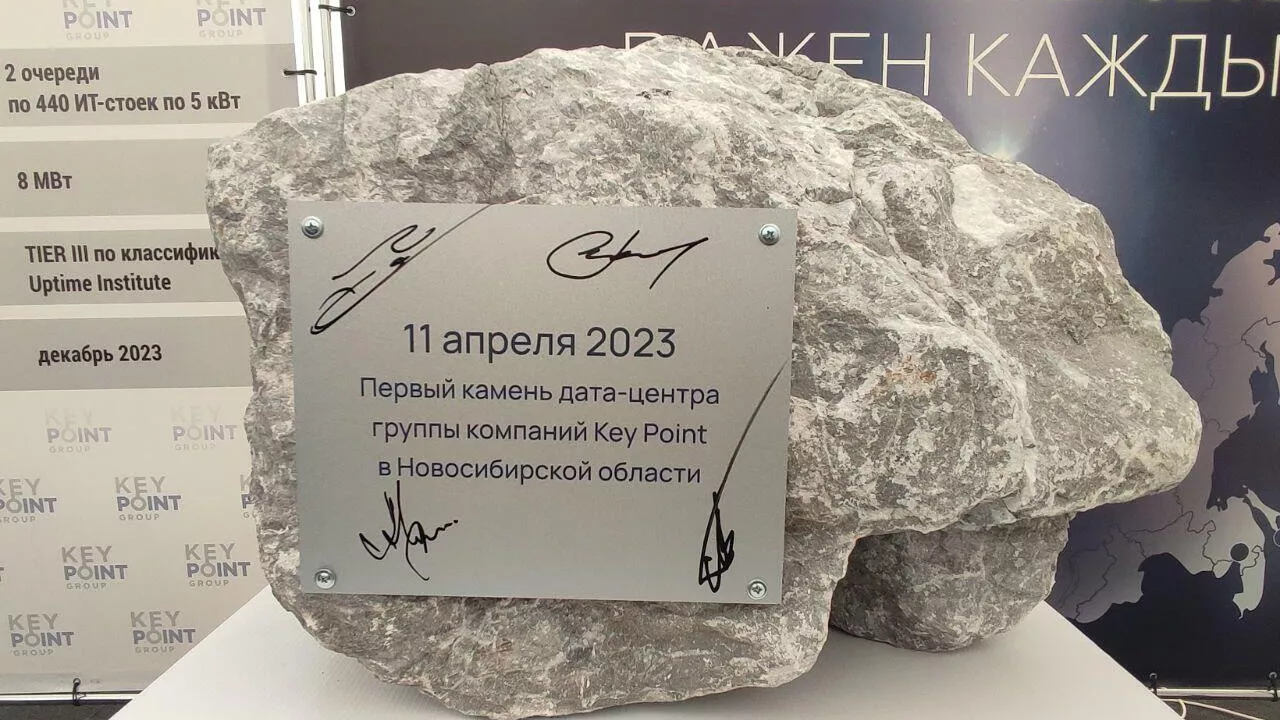 KEY
POINT
GROUP
KEY
POINT
GROUP
2 очереди
по 440 ИТ-стоек по 5 кВт
8 МВт
TIER III по классифик
Uptime Institute
декабрь 2023
ВАЖЕН КАЖДЫ
11 апреля 2023
Первый камень дата-центра
группы компаний Key Point
в Новосибирской области
KEY
POINT
GROUP
KEY
POINT
GROUP
KEY
POINT
GROUP
KEY
POINT
GROUP
KEY
POINT
GROUP
KEY
POINT
GROUP
KEY
POINT
GROUP
KEY
POINT
GROUP